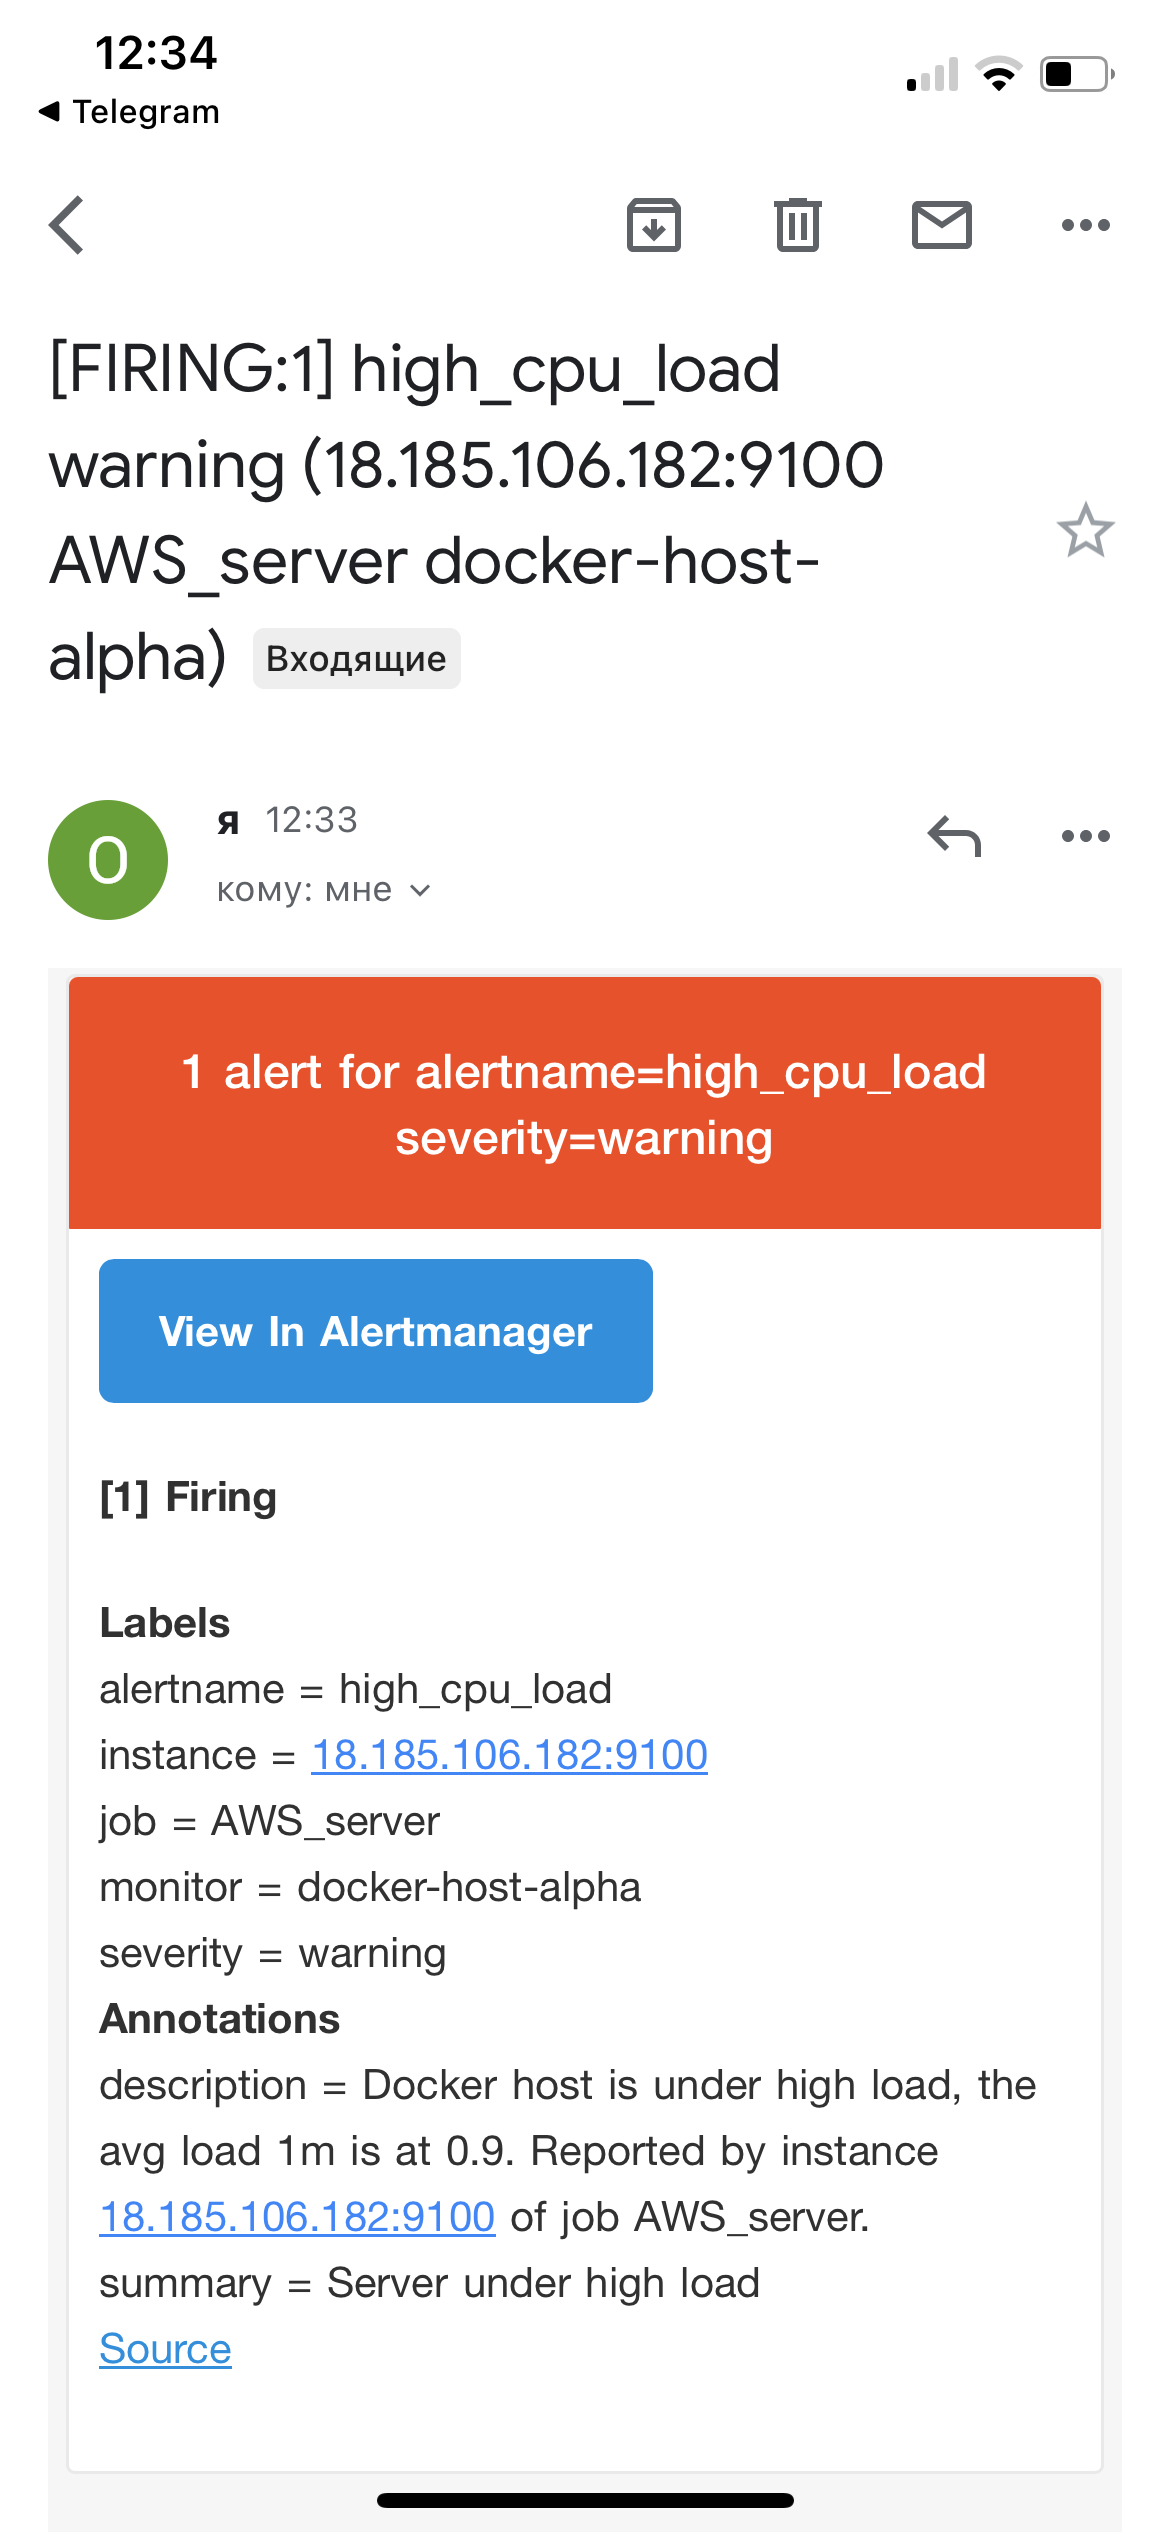 12:34
◀ Telegram
[FIRING:1] high_cpu_load
warning (18.185.106.182:9100
AWS_server docker-host-
alpha) Входящие
O
я 12:33
кому: мне
1 alert for alertname=high_cpu_load
severity=warning
View In Alertmanager
[1] Firing
Labels
alertname = high_cpu_load
instance = 18.185.106.182:9100
job = AWS_server
monitor = docker-host-alpha
severity = warning
Annotations
description = Docker host is under high load, the
avg load 1m is at 0.9. Reported by instance
18.185.106.182:9100 of job AWS_server.
summary = Server under high load
Source